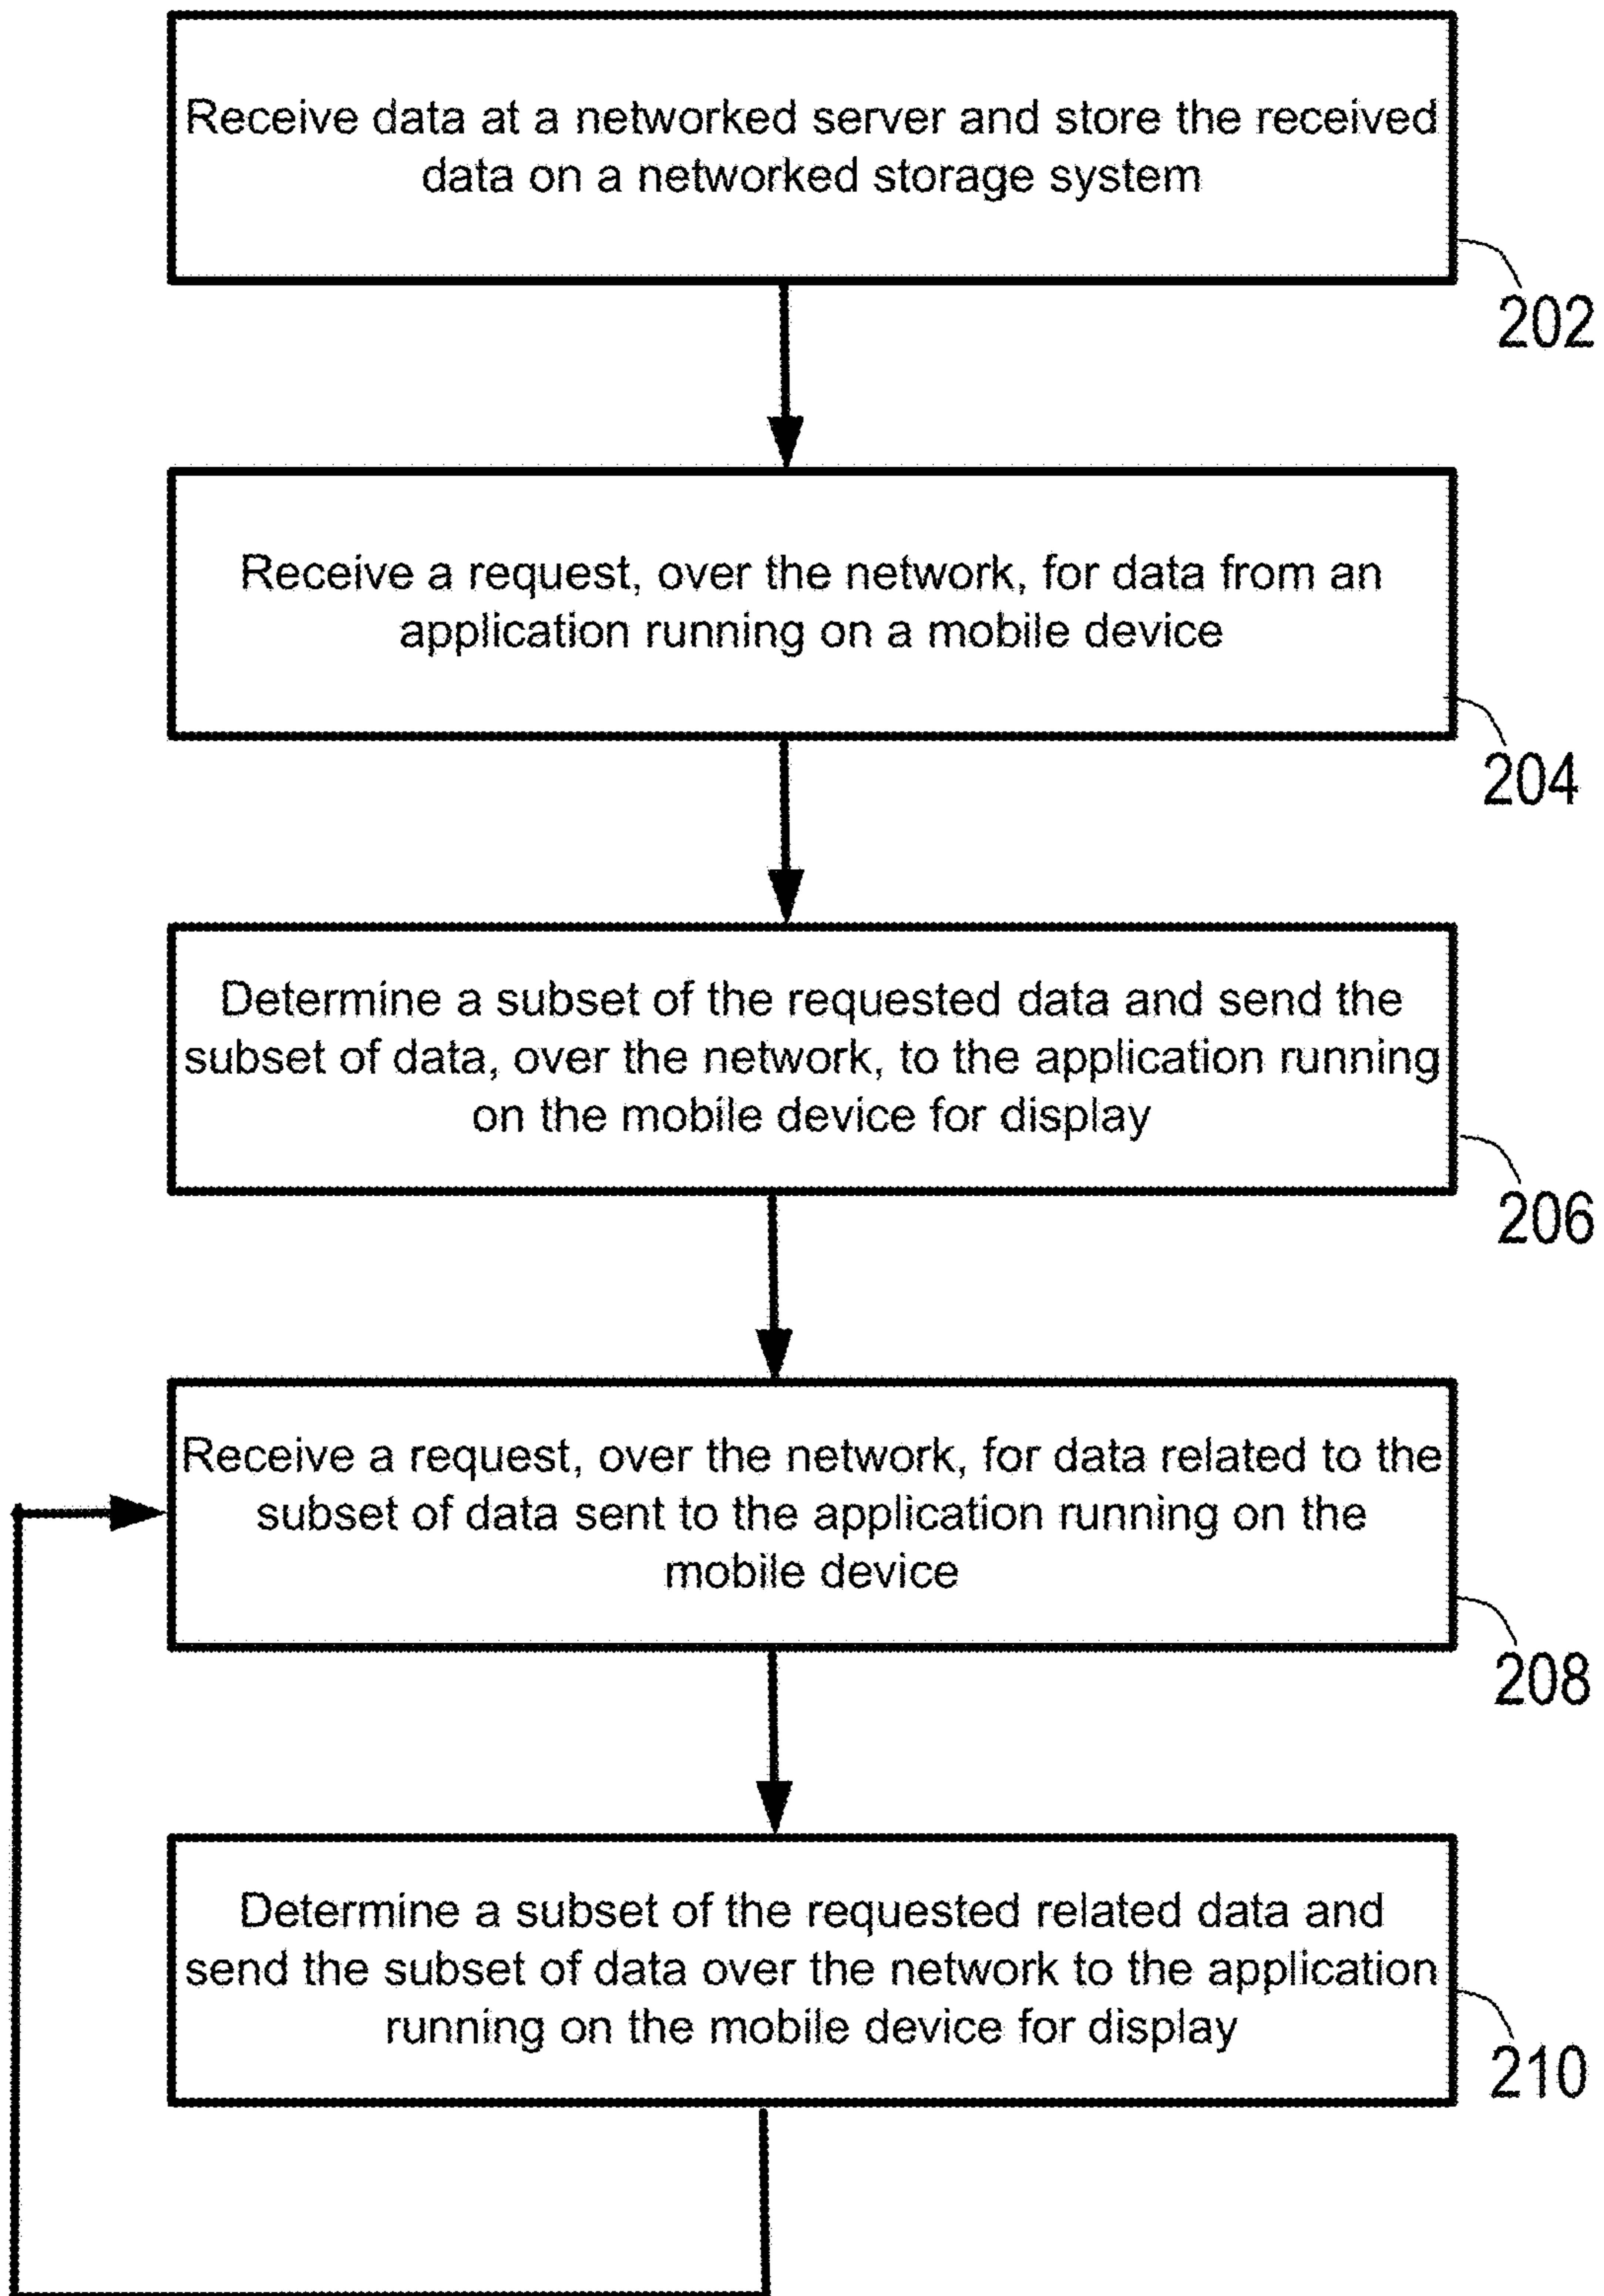 Receive data at a networked server and store the received
data on a networked storage system
202
Receive a request, over the network, for data from an
application running on a mobile device
204
Determine a subset of the requested data and send the
subset of data, over the network, to the application running
on the mobile device for display
206
Receive a request, over the network, for data related to the
subset of data sent to the application running on the
mobile device
208
Determine a subset of the requested related data and
send the subset of data over the network to the application
running on the mobile device for display
210